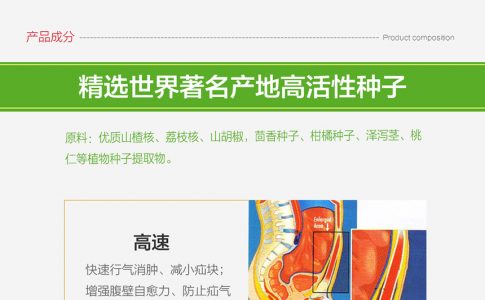 产品成分
Product composition
精选世界著名产地高活性种子
原料：优质山楂核、荔枝核、山胡椒，茴香种子、柑橘种子、泽泻茎、桃
仁等植物种子提取物。
高速
快速行气消肿、减小疝块；
增强腹壁自愈力、防止疝气
Enlarged
Area